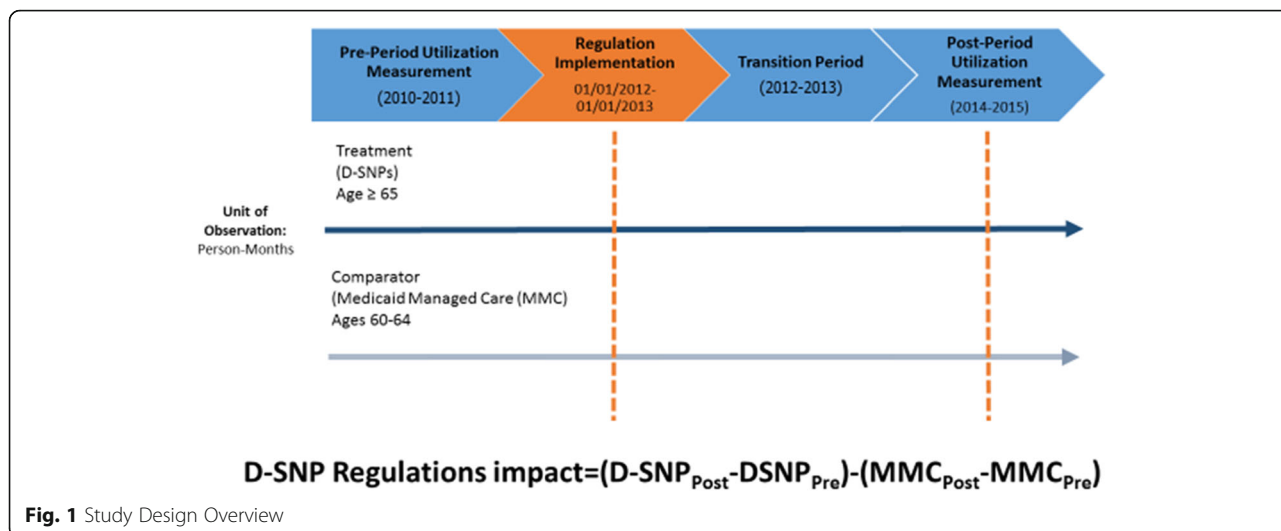 Pre-Period Utilization
Measurement
(2010-2011)
Regulation
Implementation
01/01/2012-
01/01/2013
Transition Period
(2012-2013)
Post-Period
Utilization
Measurement
(2014-2015)
Treatment
(D-SNPs)
Age ≥ 65
Unit of
Observation:
Person-Months
Comparator
(Medicaid Managed Care (MMC)
Ages 60-64
D-SNP Regulations impact=(D-SNPPost-DSNPPre)-(MMCPost-MMCPre)
Fig. 1 Study Design Overview